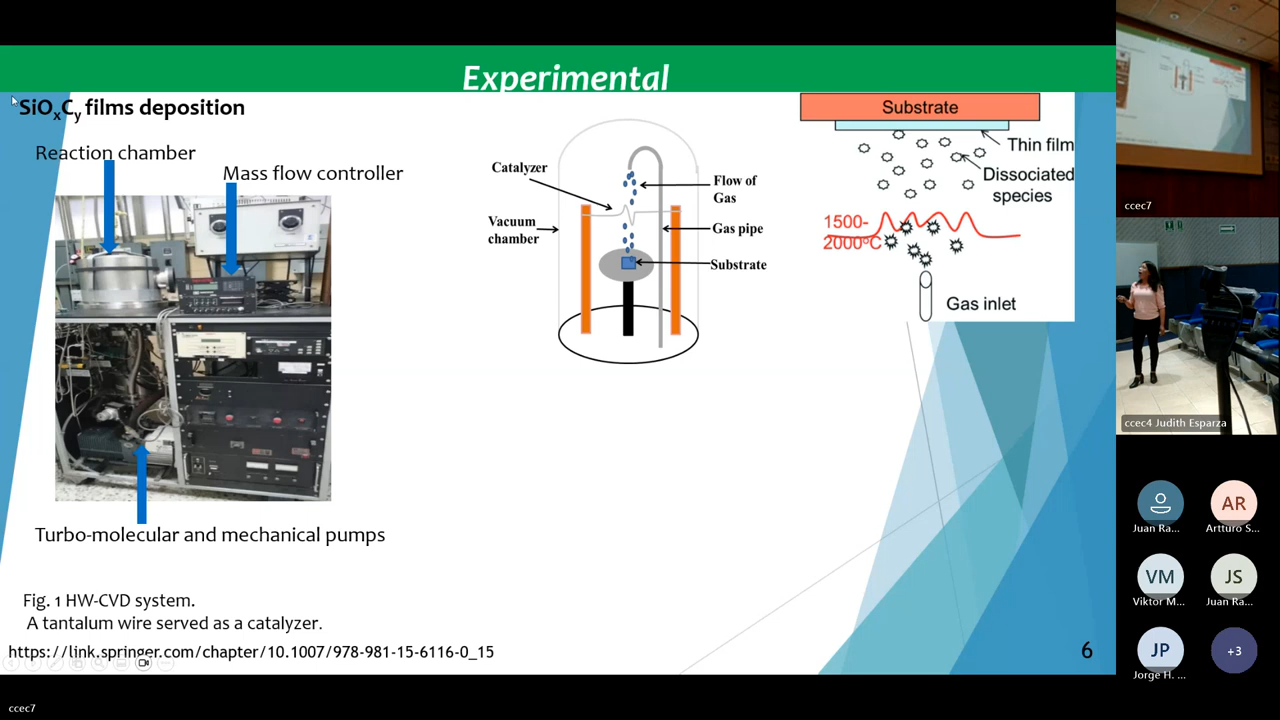 Experimental
SiOxCy films deposition
Reaction chamber
Mass flow controller
Turbo-molecular and mechanical pumps
Catalyzer
Vacuum
chamber
Flow of
Gas
Gas pipe
Substrate
Substrate
Thin film
Dissociated
species
1500-
2000°C
Gas inlet
Fig. 1 HW-CVD system.
A tantalum wire served as a catalyzer.
https://link.springer.com/chapter/10.1007/978-981-15-6116-0_15
6
ccec7
ccec4 Judith Esparza
Juan Ra...
AR
Artturo S...
VM
Viktor M...
JS
Juan Ra...
JP
Jorge H. ...
+3
ccec7